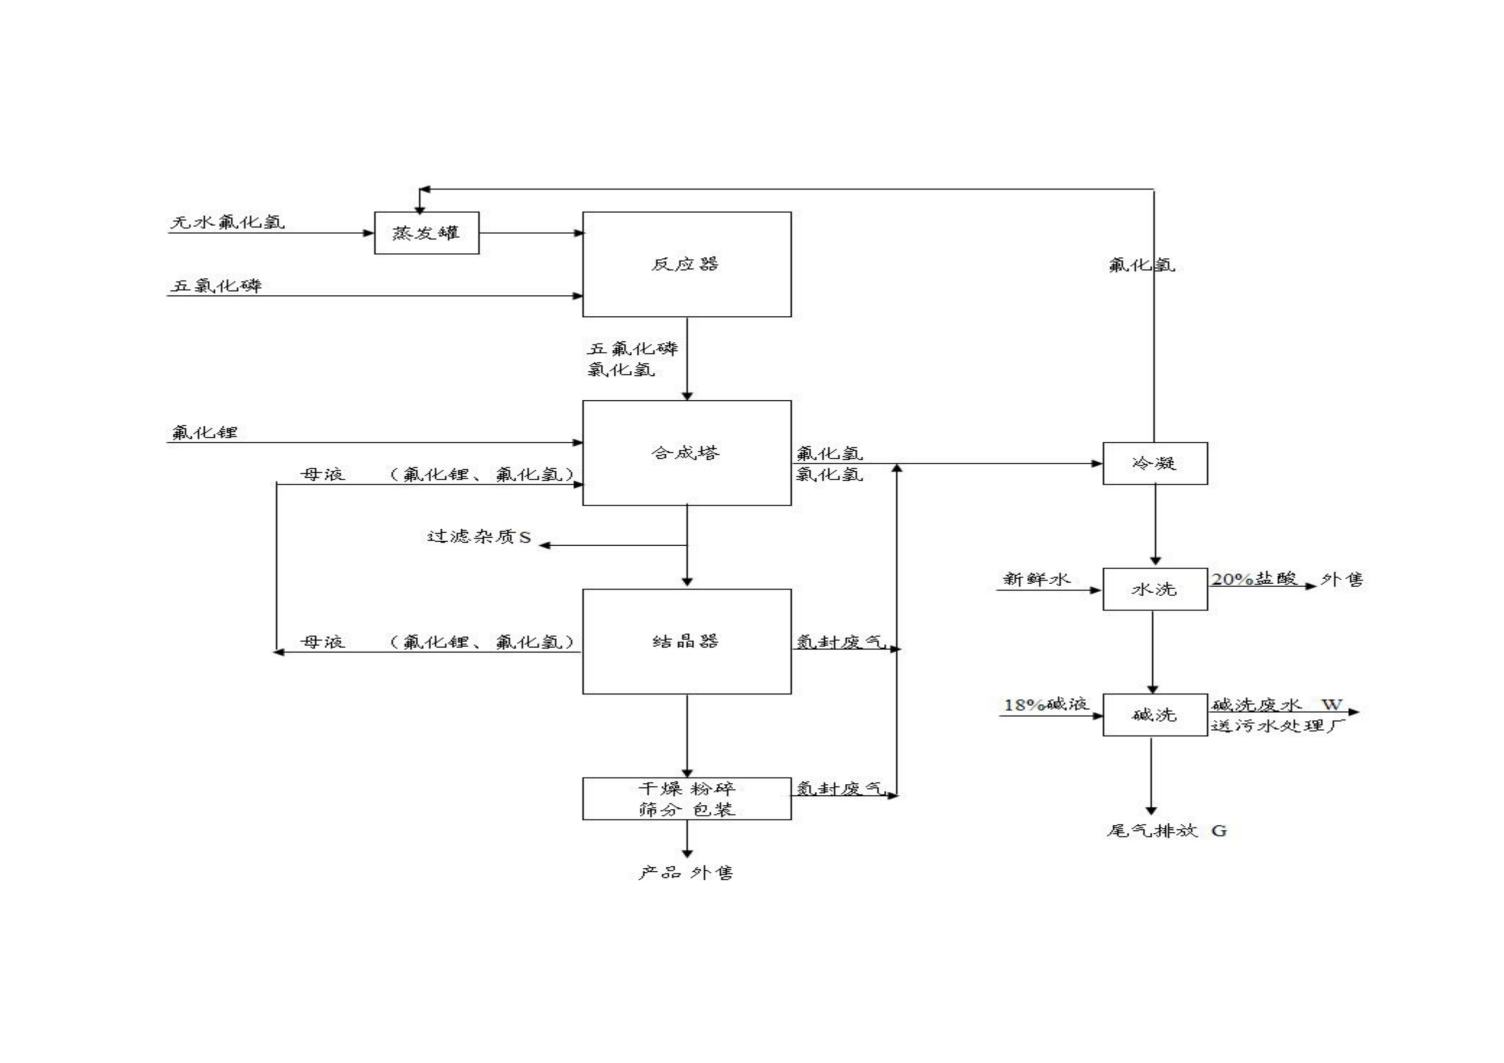 无水氟化氢
蒸发罐
反应器
氟化氢
五氯化磷
五氟化磷
氯化氢
氟化锂
合成塔
氟化氢
氯化氢
冷凝
母液 （氟化锂、氟化氢）
过滤杂质S
新鲜水
水洗
20%盐酸 外售
母液 （氟化锂、氟化氢）
结晶器
氮封废气
18%碱液
碱洗
碱洗废水 W
送污水处理厂
干燥 粉碎
筛分 包装
氮封废气
尾气排放 G
产品 外售